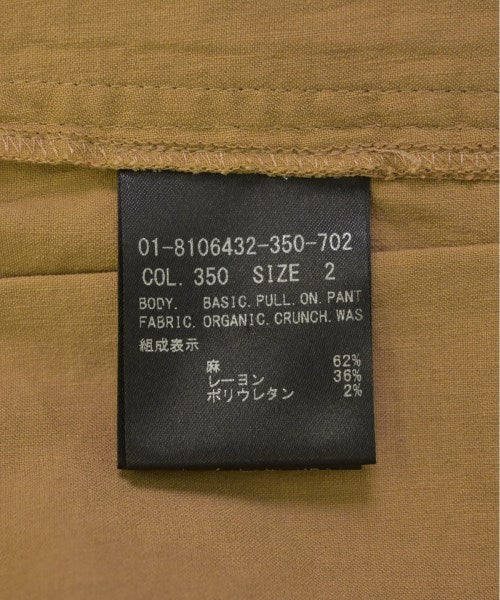 01-8106432-350-702
COL. 350 SIZE 2
BODY. BASIC.PULL.ON.PANT
FABRIC.ORGANIC.CRUNCH.WAS
組成表示
麻 62%
レーヨン 36%
ポリウレタン 2%